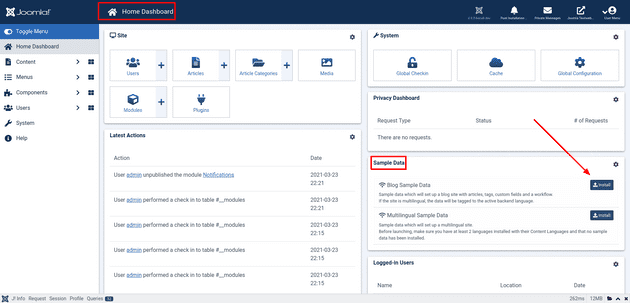 Joomla!
Home Dashboard
Post Installation
Private Messages
User Menu
Toggle Menu
Home Dashboard
Content
Menus
Components
Users
System
Help
Site
Users
Articles
Article Categories
Media
Modules
Plugins
Latest Actions
Action Date
User admin unpublished the module Notifications 2021-03-23
22:21
User admin performed a check in to table #__modules 2021-03-23
22:21
User admin performed a check in to table #__modules 2021-03-23
22:15
User admin performed a check in to table #__modules 2021-03-23
22:15
User admin performed a check in to table #__modules 2021-03-23
System
Global Checkin
Cache
Global Configuration
Privacy Dashboard
Request Type Status # of Requests
There are no requests.
Sample Data
Blog Sample Data Install
Sample data which will set up a blog site with articles, tags, custom fields and a workflow.
If the site is multilingual, the data will be tagged to the active backend language.
Multilingual Sample Data Install
Sample data which will set up a multilingual site.
Before launching, make sure you have at least 2 languages installed with their Content Languages and that no sample
data has been installed.
Logged-in Users
Name Location Date
J! Info Request Session Profile Queries 262ms 12MB